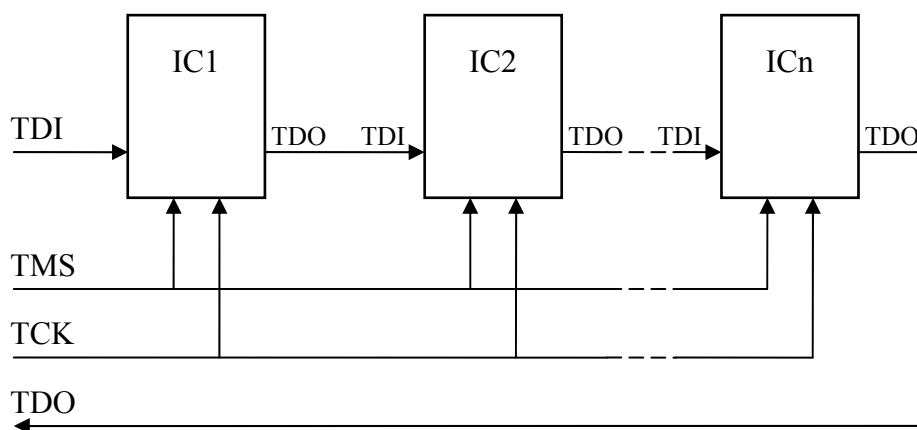 IC1 IC2 ICn
TDI TDO TDI TDO TDI TDO
TMS
TCK
TDO